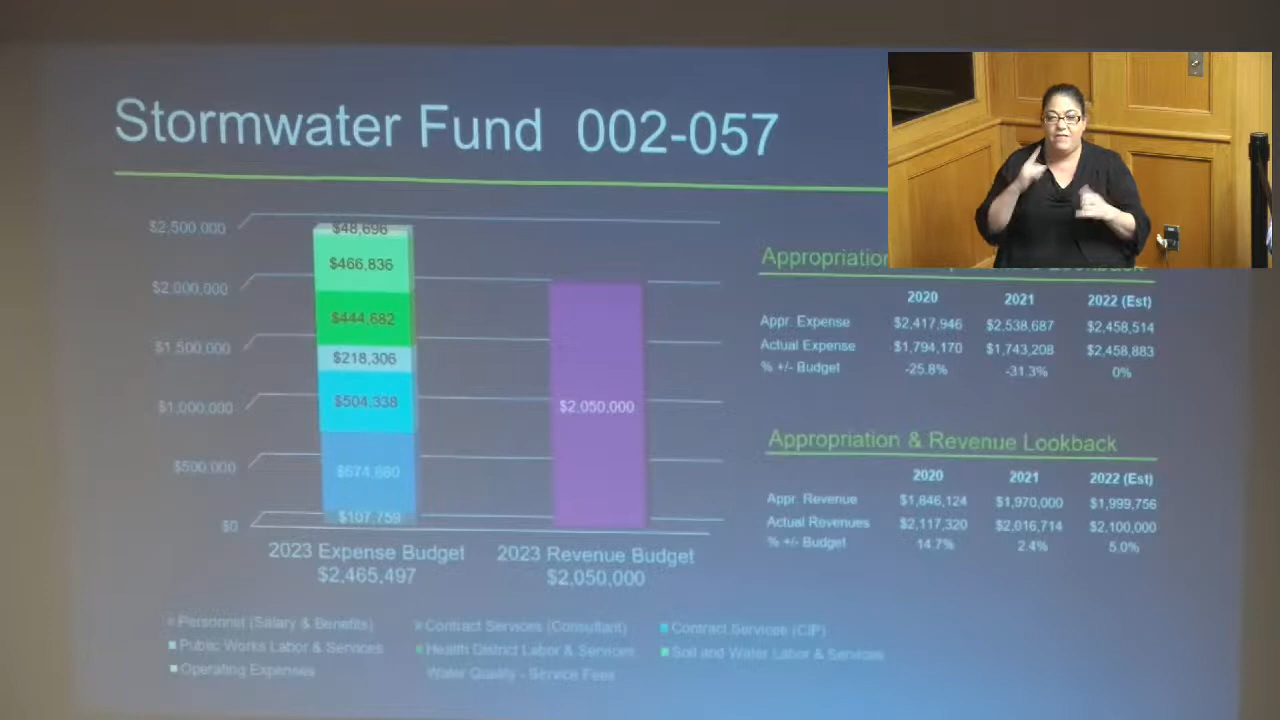 Stormwater Fund 002-057
$2,500,000
$2,000,000
$1,500,000
$1,000,000
$500,000
$0
$48,696
$466,836
$444,682
$218,306
$504,338
$107,759
$2,050,000
2023 Expense Budget
$2,465,497
2023 Revenue Budget
$2,050,000
Personnel (Salary & Benefits)
Contract Services (Consultant)
Contract Services (CIP)
Public Works Labor & Services
Health District Labor & Services
Soil and Water Labor & Services
Operating Expenses
Water Quality - Service Fees
Appropriation
2020 2021 2022 (Est)
Appr. Expense $2,417,946 $2,538,687 $2,458,514
Actual Expense $1,794,170 $1,743,208 $2,458,883
% +/- Budget -25.8% -31.3% 0%
Appropriation & Revenue Lookback
2020 2021 2022 (Est)
Appr. Revenue $1,846,124 $1,970,000 $1,999,756
Actual Revenues $2,117,320 $2,016,714 $2,100,000
% +/- Budget 14.7% 2.4% 5.0%